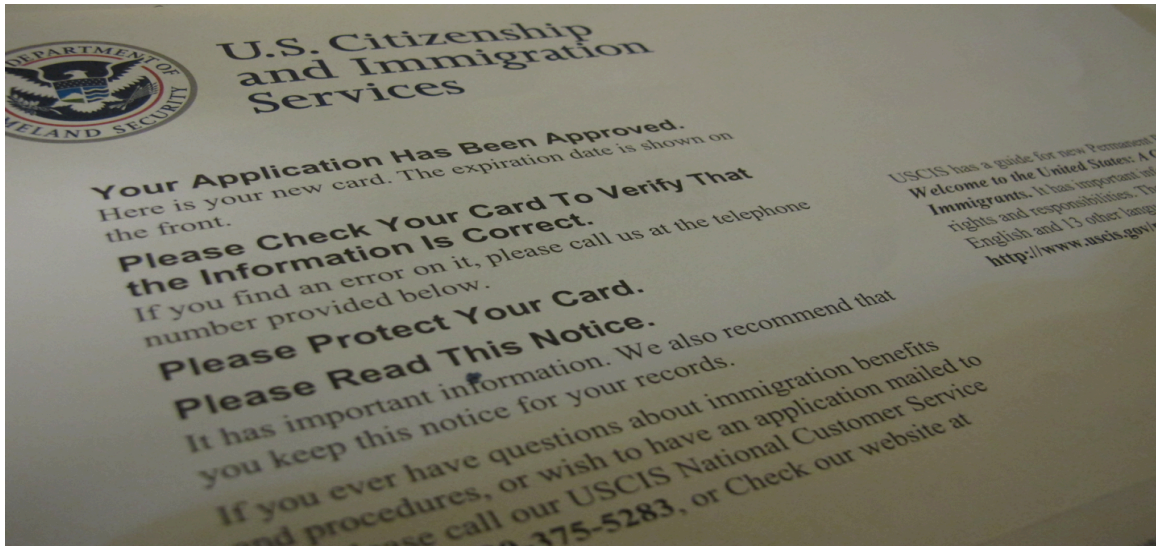 DEPARTMENT OF
MELAND SECURITY
U.S. Citizenship
and Immigration
Services
Your Application Has Been Approved.
Here is your new card. The expiration date is shown on
the front.
Please Check Your Card To Verify That
the Information Is Correct.
If you find an error on it, please call us at the telephone
number provided below.
Please Protect Your Card.
Please Read This Notice.
It has important information. We also recommend that
you keep this notice for your records.
If you ever have questions about immigration benefits
and procedures, or wish to have an application mailed to
ase call our USCIS National Customer Service
375-5283, or Check our website at
USCIS has a guide for new Permanent
Welcome to the United States: A
Immigrants. It has important
rights and responsibilities.
English and 13 other
http://www.uscis.gov/